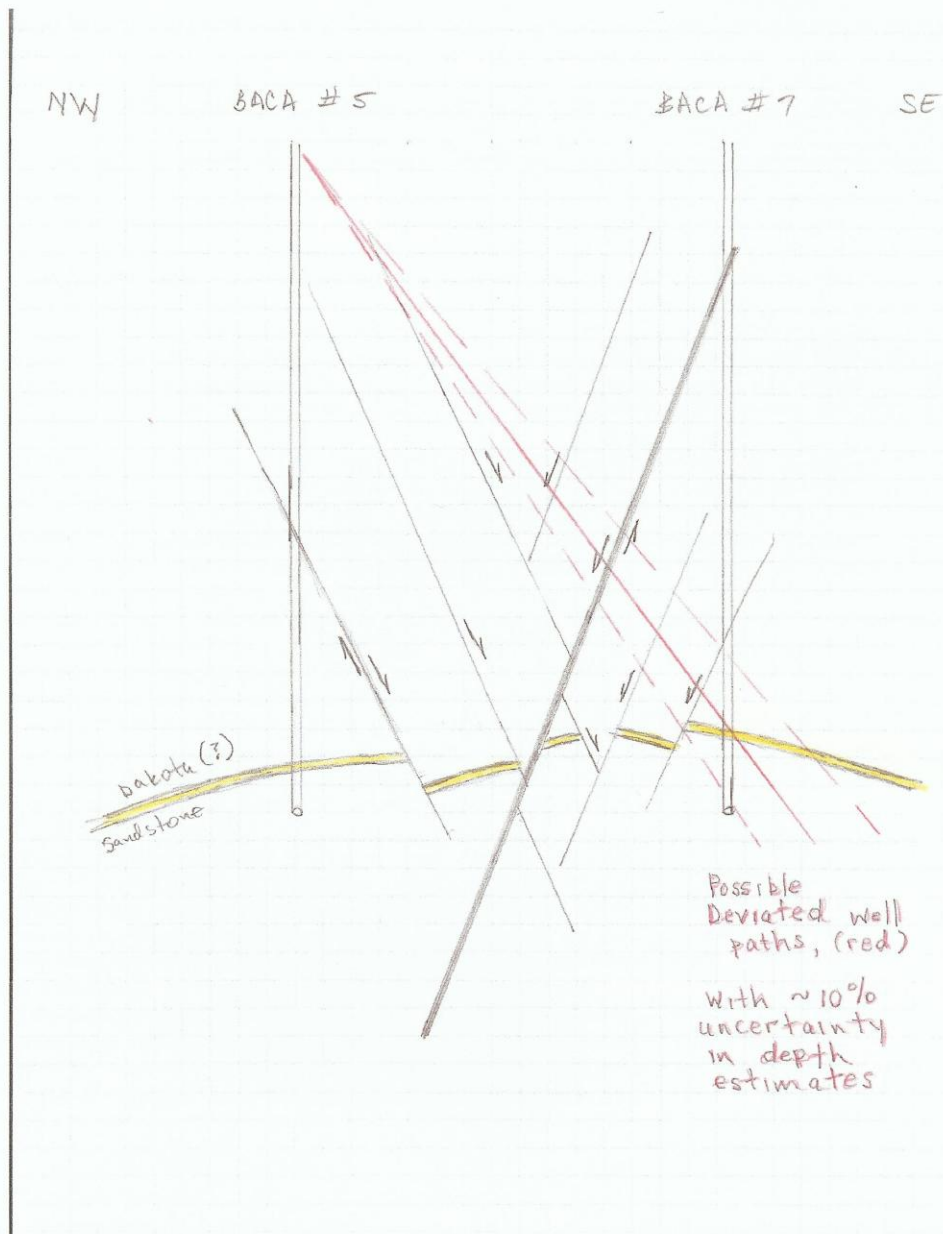 NW BACA # 5 BACA # 7 SE
Dakota (?)
Sandstone
Possible
Deviated well
paths, (red)
with ~ 10%
uncertainty
in depth
estimates